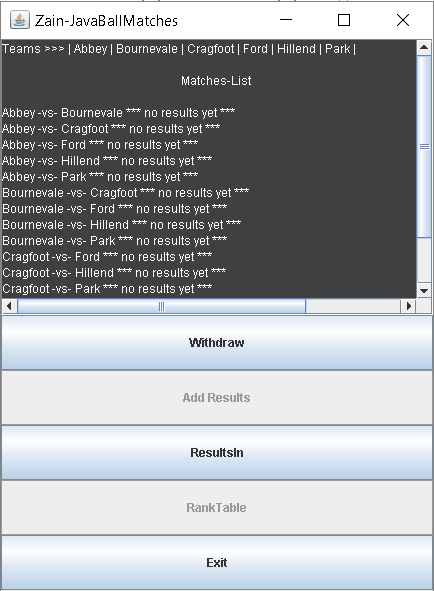 Zain-JavaBallMatches
Teams >>> | Abbey | Bournevale | Cragfoot | Ford | Hillend | Park |
Matches-List
Abbey -vs- Bournevale *** no results yet ***
Abbey -vs- Cragfoot *** no results yet ***
Abbey -vs- Ford *** no results yet ***
Abbey -vs- Hillend *** no results yet ***
Abbey -vs- Park *** no results yet ***
Bournevale -vs- Cragfoot *** no results yet ***
Bournevale -vs- Ford *** no results yet ***
Bournevale -vs- Hillend *** no results yet ***
Bournevale -vs- Park *** no results yet ***
Cragfoot -vs- Ford *** no results yet ***
Cragfoot -vs- Hillend *** no results yet ***
Cragfoot -vs- Park *** no results yet ***
Withdraw
Add Results
ResultsIn
RankTable
Exit